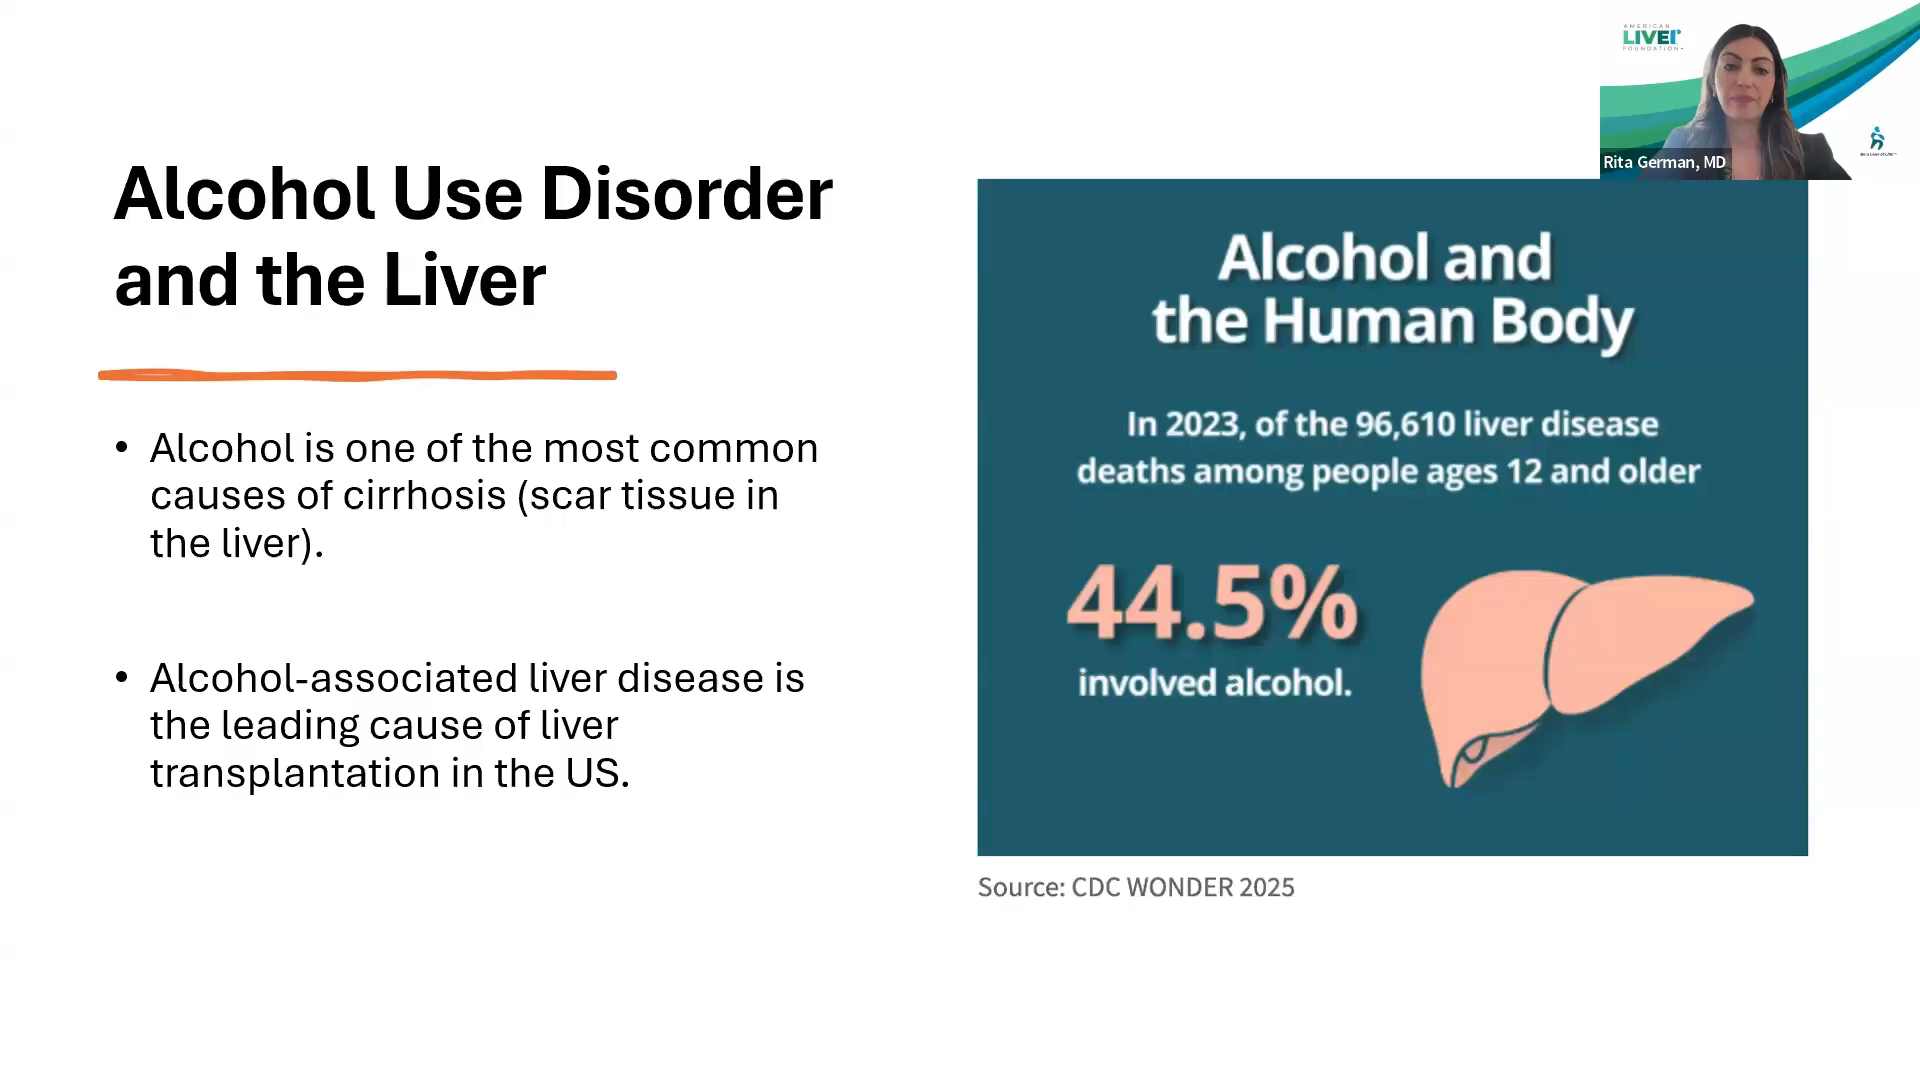 AMERICAN
LIVER
FOUNDATION
Rita German, MD
Alcohol Use Disorder
and the Liver
• Alcohol is one of the most common
causes of cirrhosis (scar tissue in
the liver).
• Alcohol-associated liver disease is
the leading cause of liver
transplantation in the US.
Alcohol and
the Human Body
In 2023, of the 96,610 liver disease
deaths among people ages 12 and older
44.5%
involved alcohol.
Source: CDC WONDER 2025